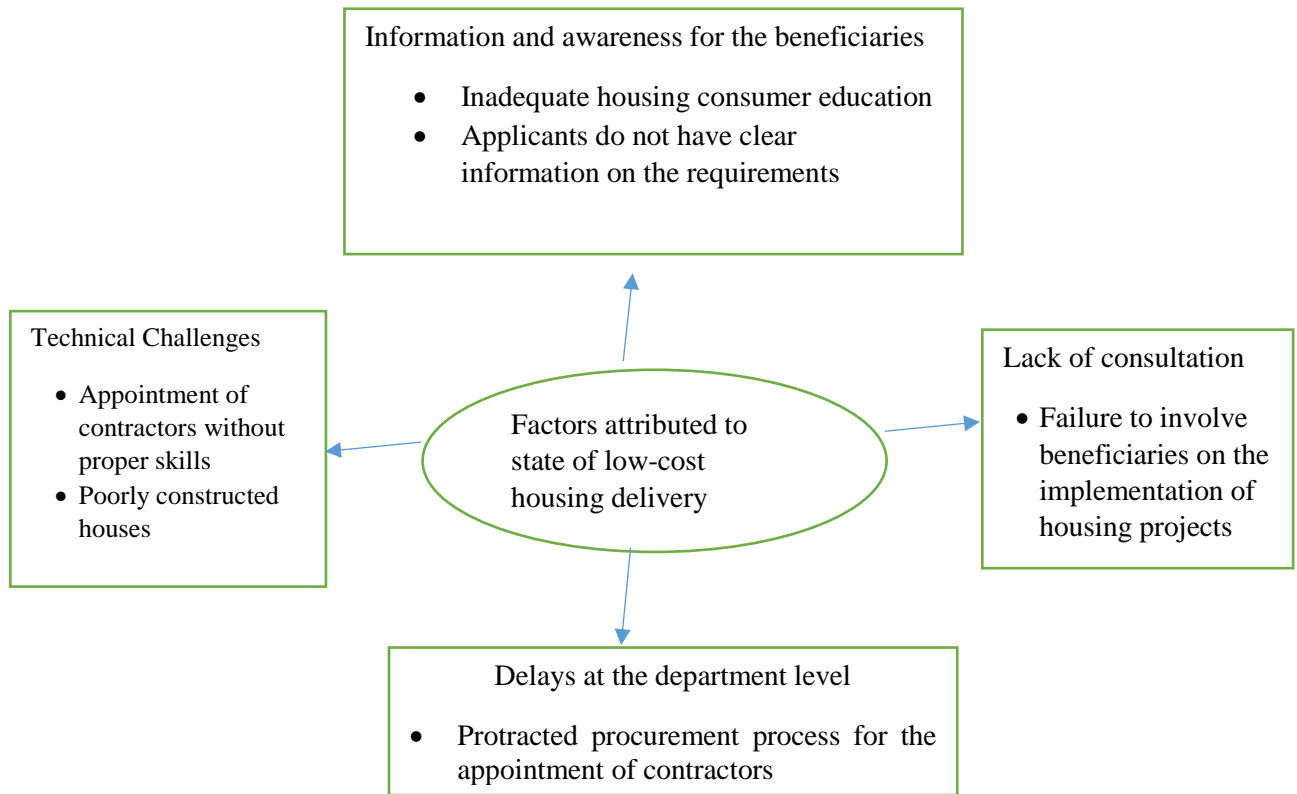 Information and awareness for the beneficiaries
• Inadequate housing consumer education
• Applicants do not have clear
information on the requirements
Technical Challenges
• Appointment of
contractors without
proper skills
• Poorly constructed
houses
Factors attributed to
state of low-cost
housing delivery
Lack of consultation
• Failure to involve
beneficiaries on the
implementation of
housing projects
Delays at the department level
• Protracted procurement process for the
appointment of contractors